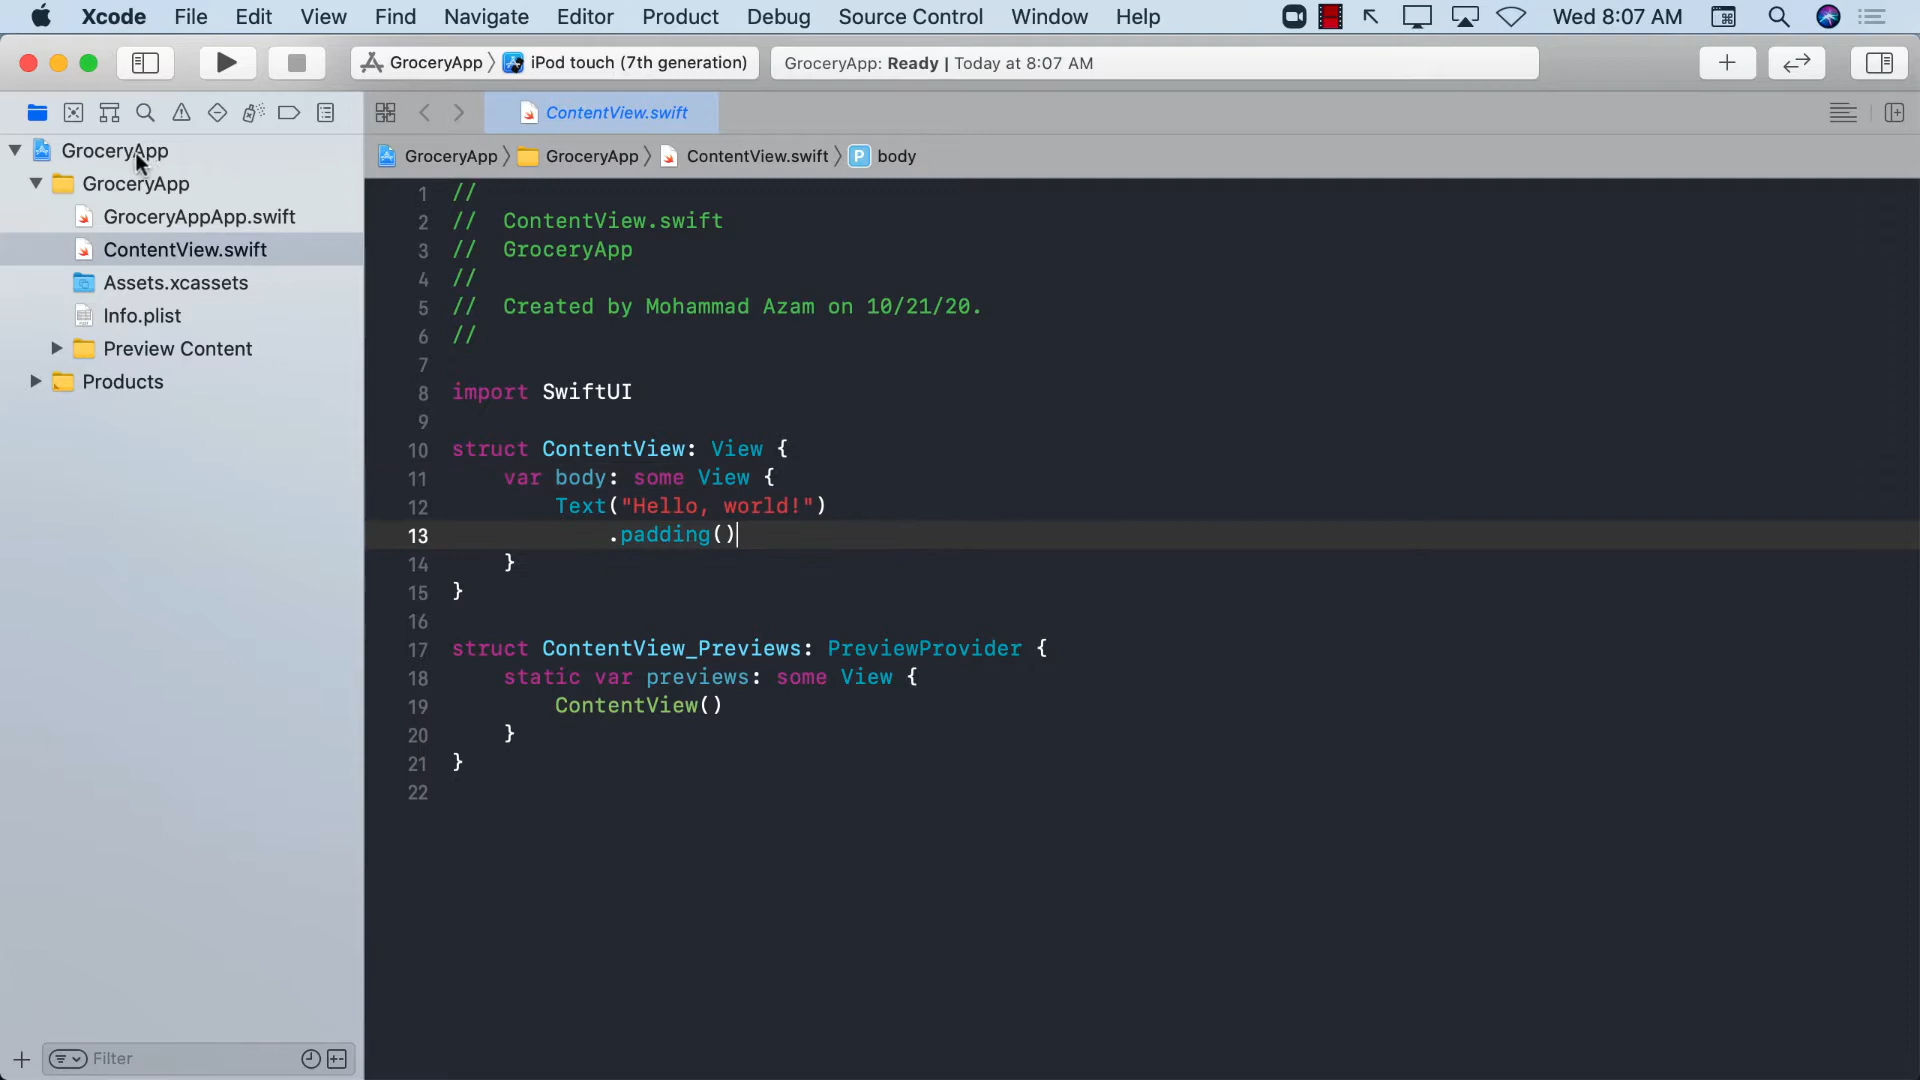 Xcode File Edit View Find Navigate Editor Product Debug Source Control Window Help Wed 8:07 AM
GroceryApp iPod touch (7th generation) GroceryApp: Ready | Today at 8:07 AM
ContentView.swift
GroceryApp GroceryApp ContentView.swift P body
GroceryApp
GroceryApp
GroceryAppApp.swift
ContentView.swift
Assets.xcassets
Info.plist
Preview Content
Products
Filter
1 //
2 // ContentView.swift
3 // GroceryApp
4 //
5 // Created by Mohammad Azam on 10/21/20.
6 //
7
8 import SwiftUI
9
10 struct ContentView: View {
11 var body: some View {
12 Text("Hello, world!")
13 .padding()
14 }
15 }
16
17 struct ContentView_Previews: PreviewProvider {
18 static var previews: some View {
19 ContentView()
20 }
21 }
22